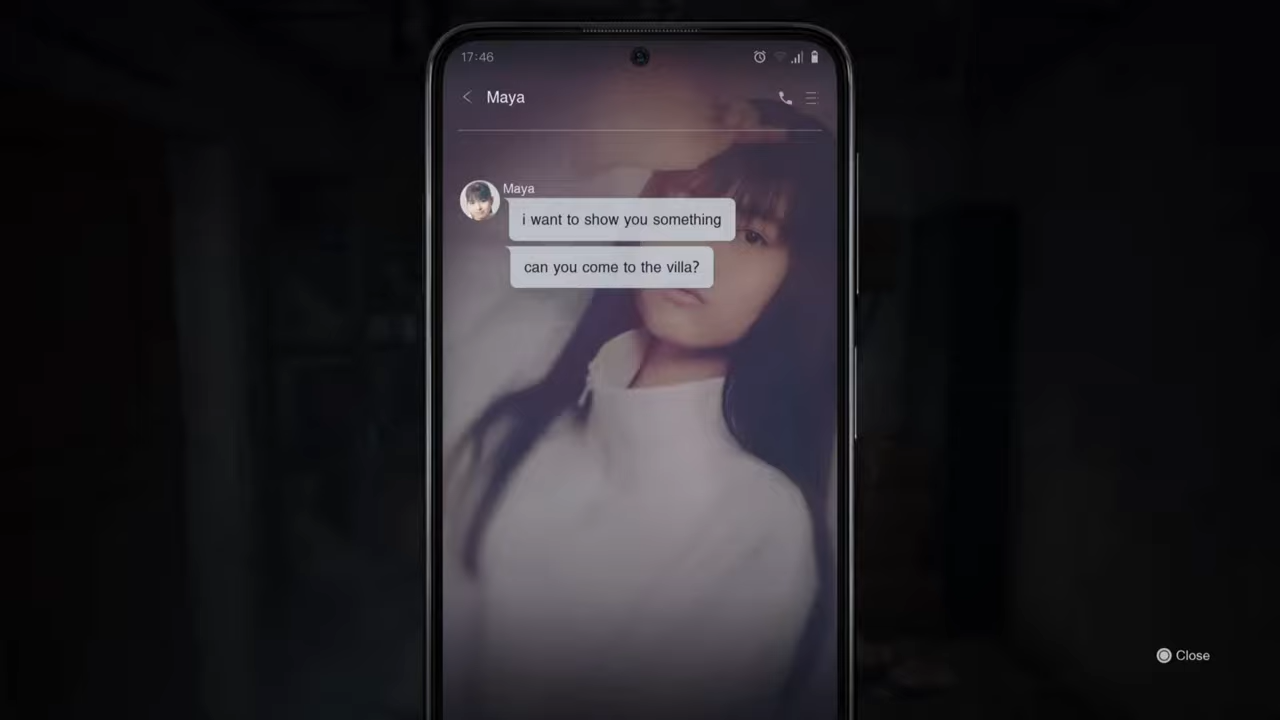 17:46
Maya
Maya
i want to show you something
can you come to the villa?
Close